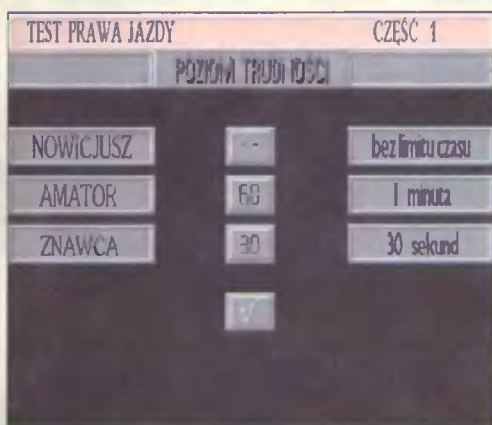 TEST PRAWA JAZDY CZĘŚĆ 1
POZIOM TRUDNOŚCI
NOWICJUSZ -- bez limitu czasu
AMATOR 60 1 minuta
ZNAWCA 30 30 sekund